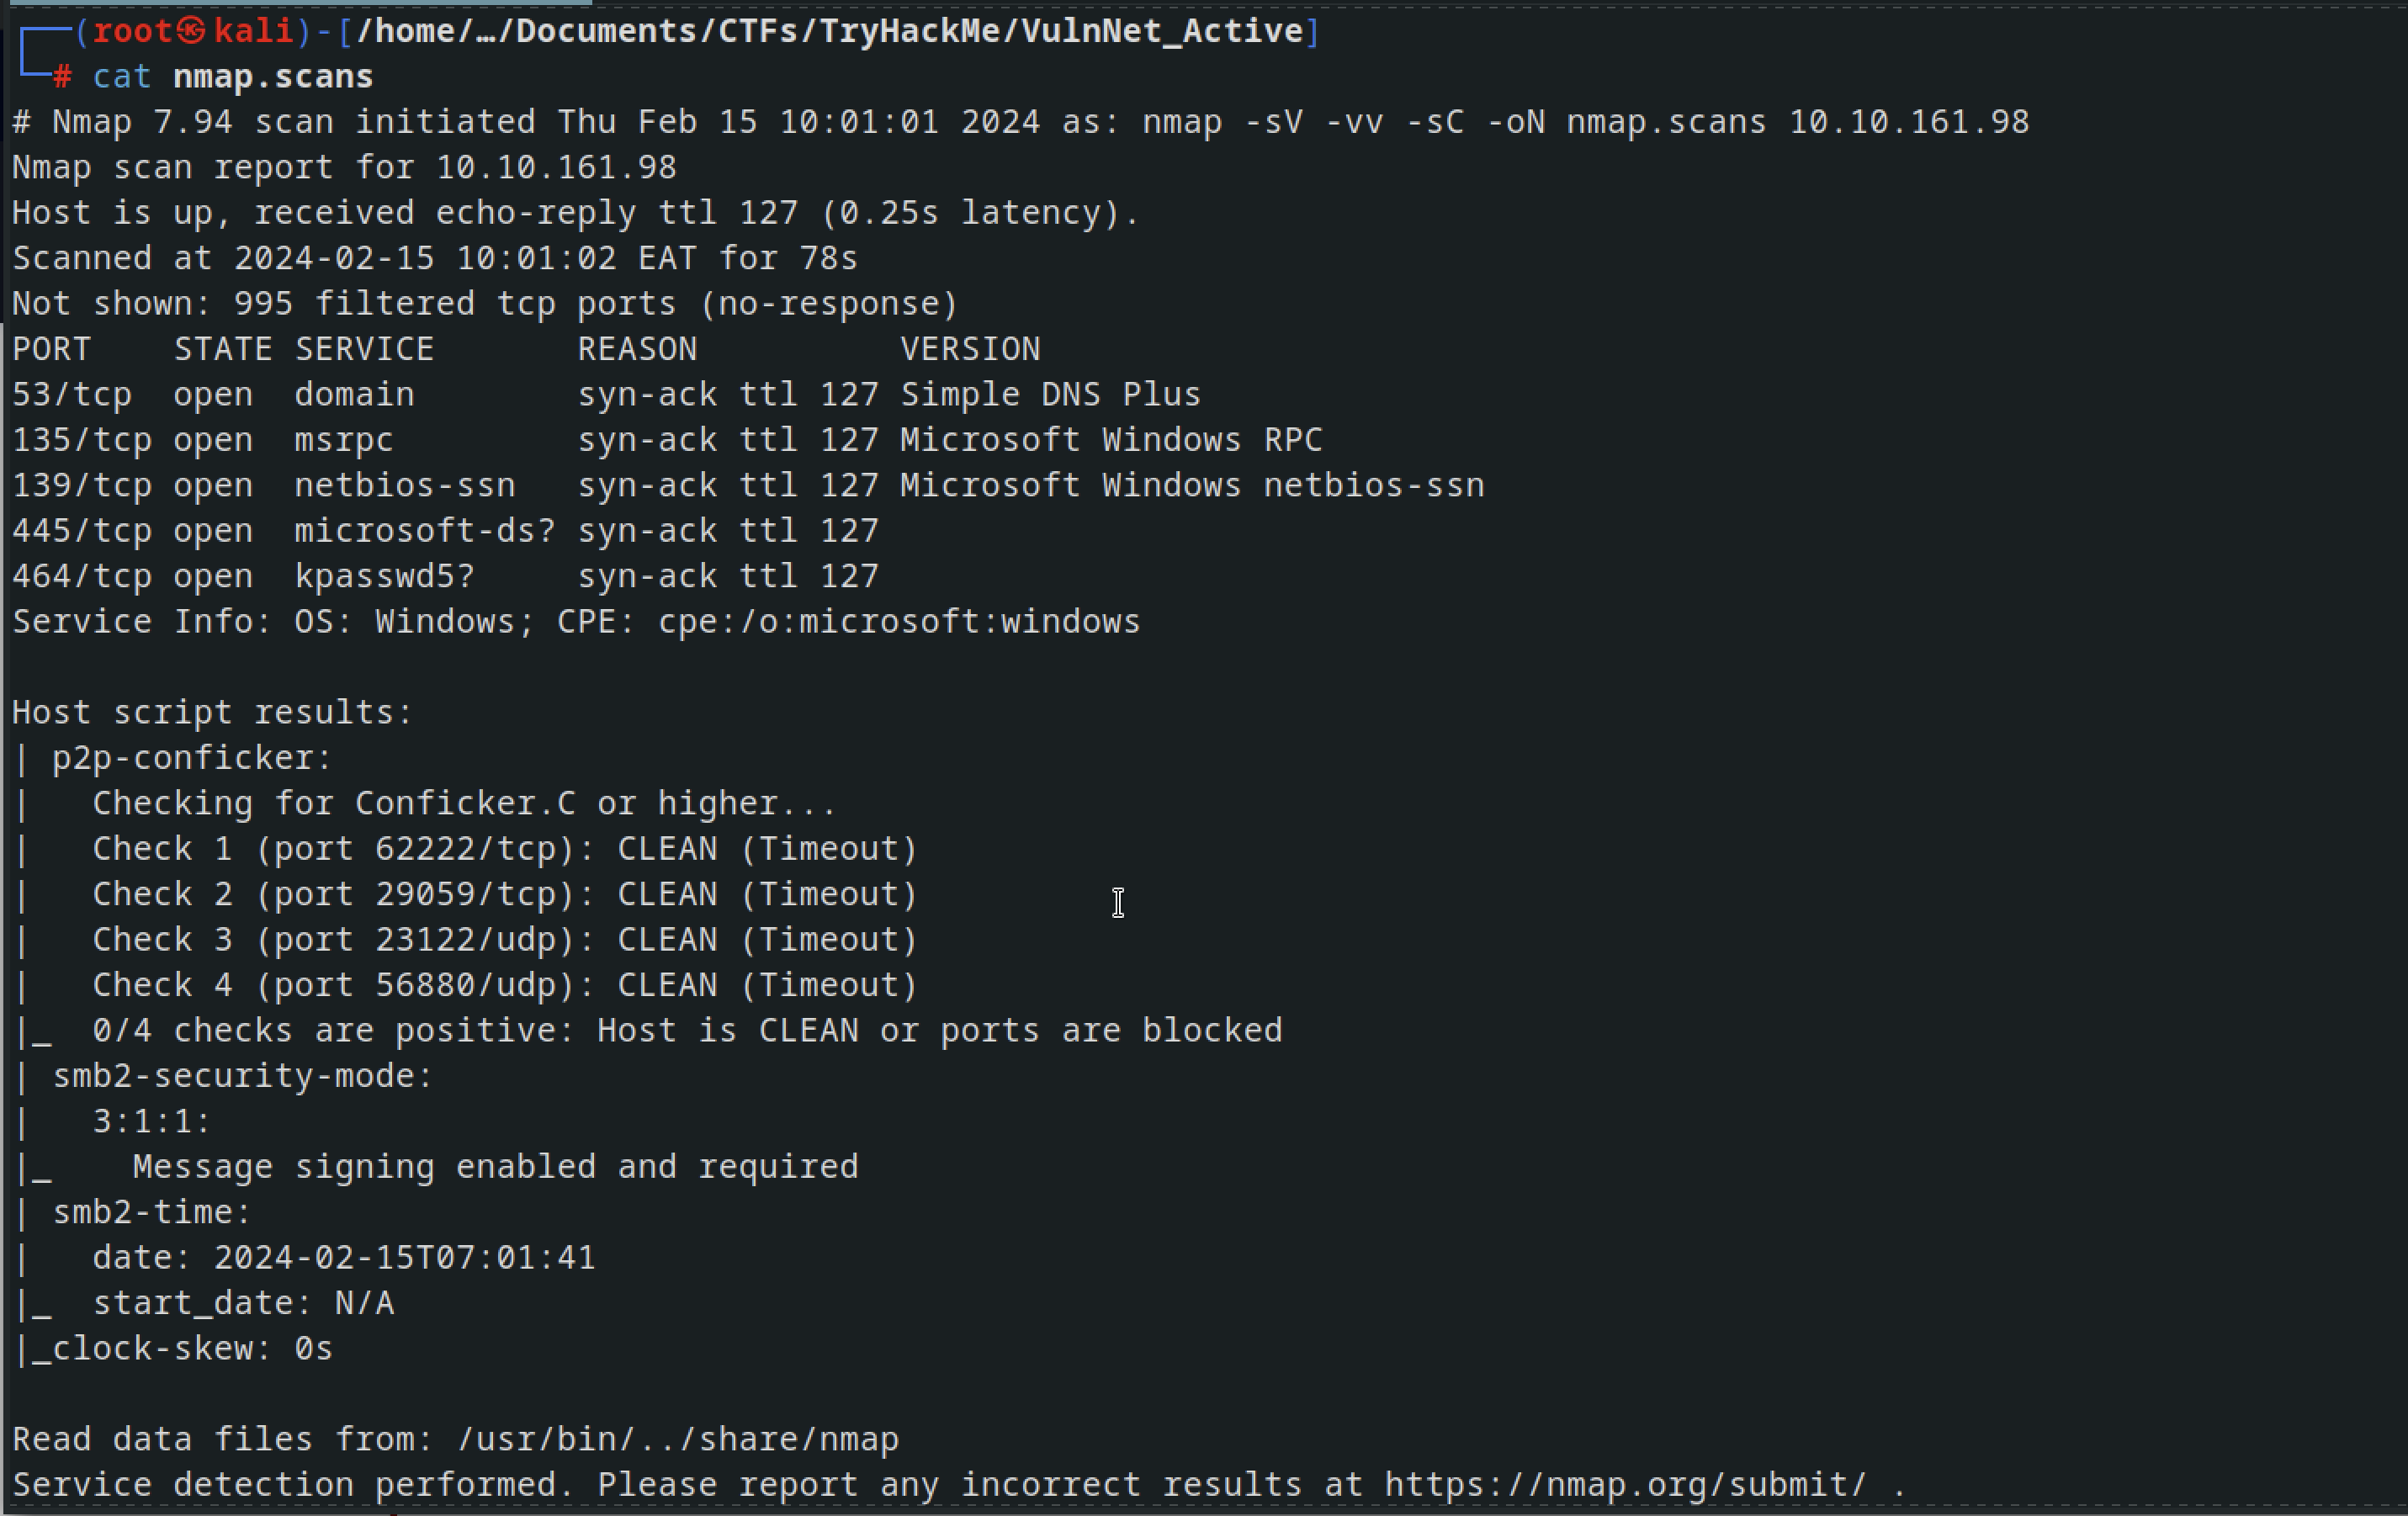 ┌──(root㉿kali)-[/home/…/Documents/CTFs/TryHackMe/VulnNet_Active]
└─# cat nmap.scans
# Nmap 7.94 scan initiated Thu Feb 15 10:01:01 2024 as: nmap -sV -vv -sC -oN nmap.scans 10.10.161.98
Nmap scan report for 10.10.161.98
Host is up, received echo-reply ttl 127 (0.25s latency).
Scanned at 2024-02-15 10:01:02 EAT for 78s
Not shown: 995 filtered tcp ports (no-response)
PORT    STATE SERVICE       REASON          VERSION
53/tcp  open  domain        syn-ack ttl 127 Simple DNS Plus
135/tcp open  msrpc         syn-ack ttl 127 Microsoft Windows RPC
139/tcp open  netbios-ssn   syn-ack ttl 127 Microsoft Windows netbios-ssn
445/tcp open  microsoft-ds? syn-ack ttl 127
464/tcp open  kpasswd5?     syn-ack ttl 127
Service Info: OS: Windows; CPE: cpe:/o:microsoft:windows

Host script results:
| p2p-conficker:
|   Checking for Conficker.C or higher...
|   Check 1 (port 62222/tcp): CLEAN (Timeout)
|   Check 2 (port 29059/tcp): CLEAN (Timeout)
|   Check 3 (port 23122/udp): CLEAN (Timeout)
|   Check 4 (port 56880/udp): CLEAN (Timeout)
|_  0/4 checks are positive: Host is CLEAN or ports are blocked
| smb2-security-mode:
|   3:1:1:
|_    Message signing enabled and required
| smb2-time:
|   date: 2024-02-15T07:01:41
|_  start_date: N/A
|_clock-skew: 0s

Read data files from: /usr/bin/../share/nmap
Service detection performed. Please report any incorrect results at https://nmap.org/submit/ .